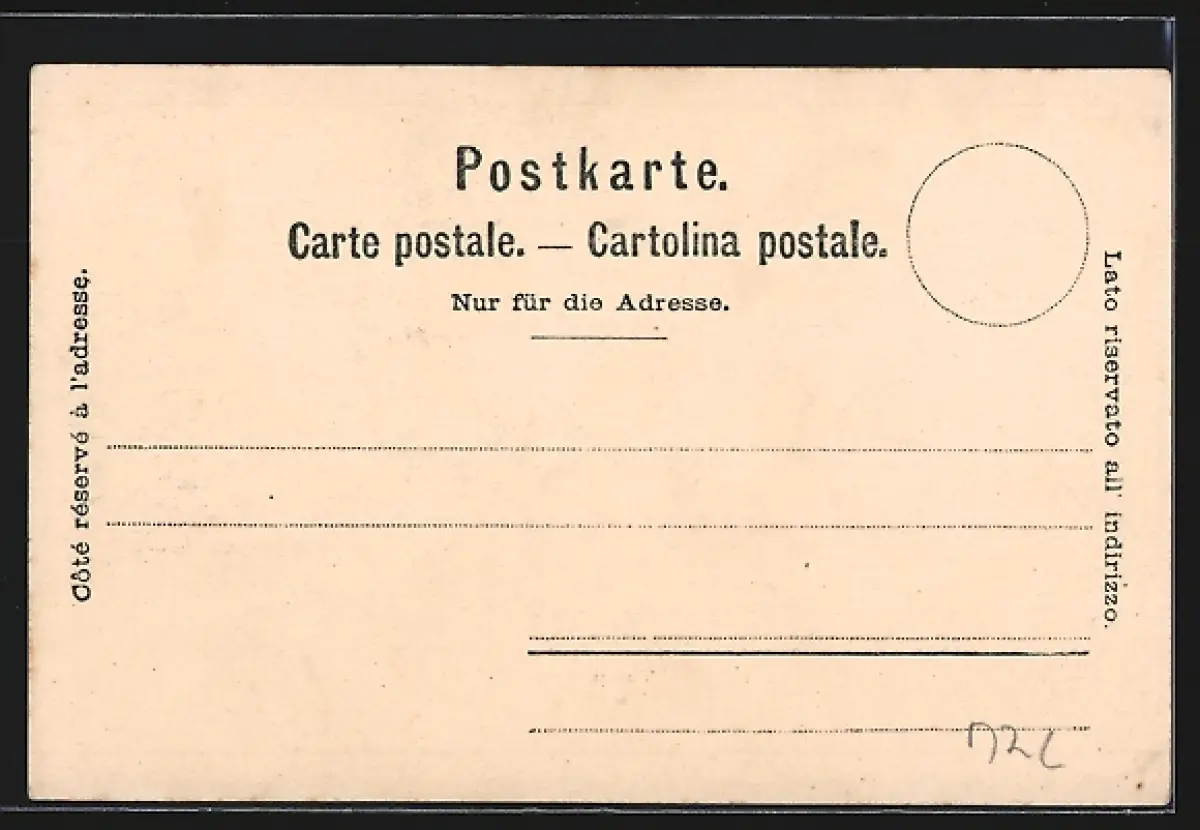 Postkarte.
Carte postale. — Cartolina postale.
Nur für die Adresse.
Côté réservé à l'adresse.
Lato riservato all' indirizzo.